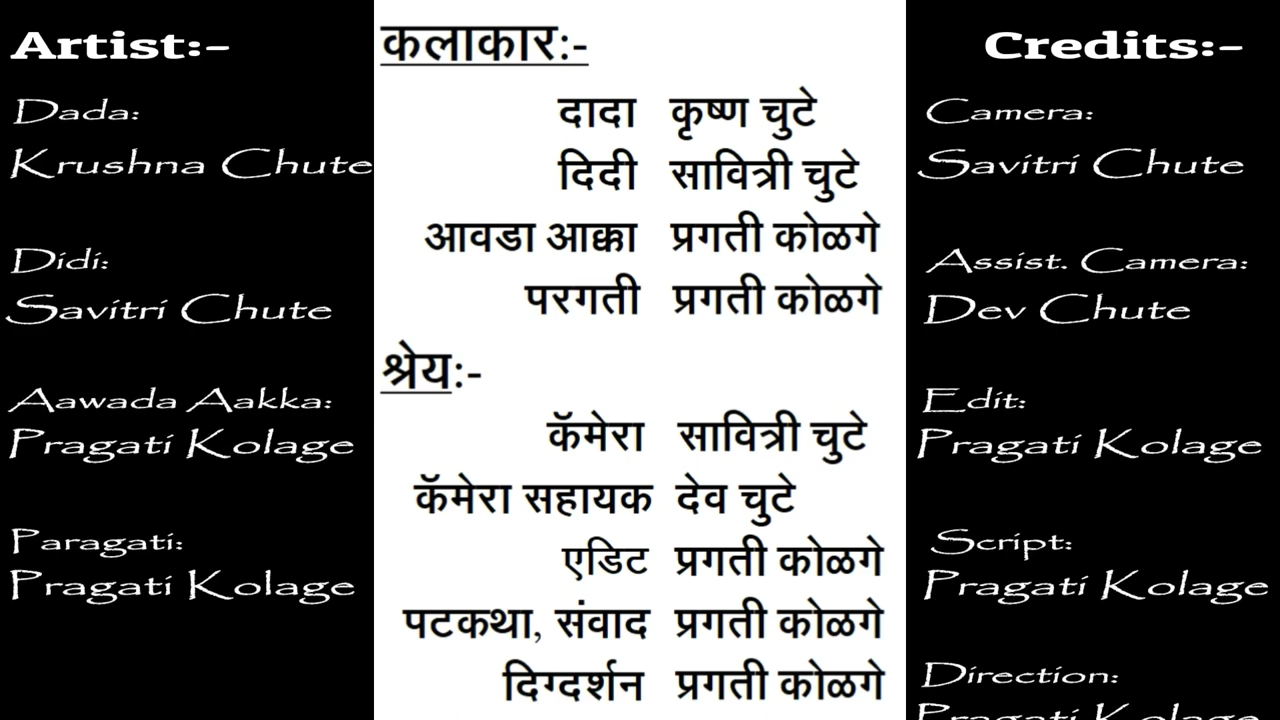 Artist:-
Dada:
Krushna Chute
Didi:
Savitri Chute
Aawada Aakka:
Pragati Kolage
Paragati:
Pragati Kolage
कलाकार:-
दादा कृष्ण चुटे
दिदी सावित्री चुटे
आवडा आक्का प्रगती कोळगे
परगती प्रगती कोळगे
श्रेय:-
कॅमेरा सावित्री चुटे
कॅमेरा सहायक देव चुटे
एडिट प्रगती कोळगे
पटकथा, संवाद प्रगती कोळगे
दिग्दर्शन प्रगती कोळगे
Credits:-
Camera:
Savitri Chute
Assist. Camera:
Dev Chute
Edit:
Pragati Kolage
Script:
Pragati Kolage
Direction:
Pragati Kolage